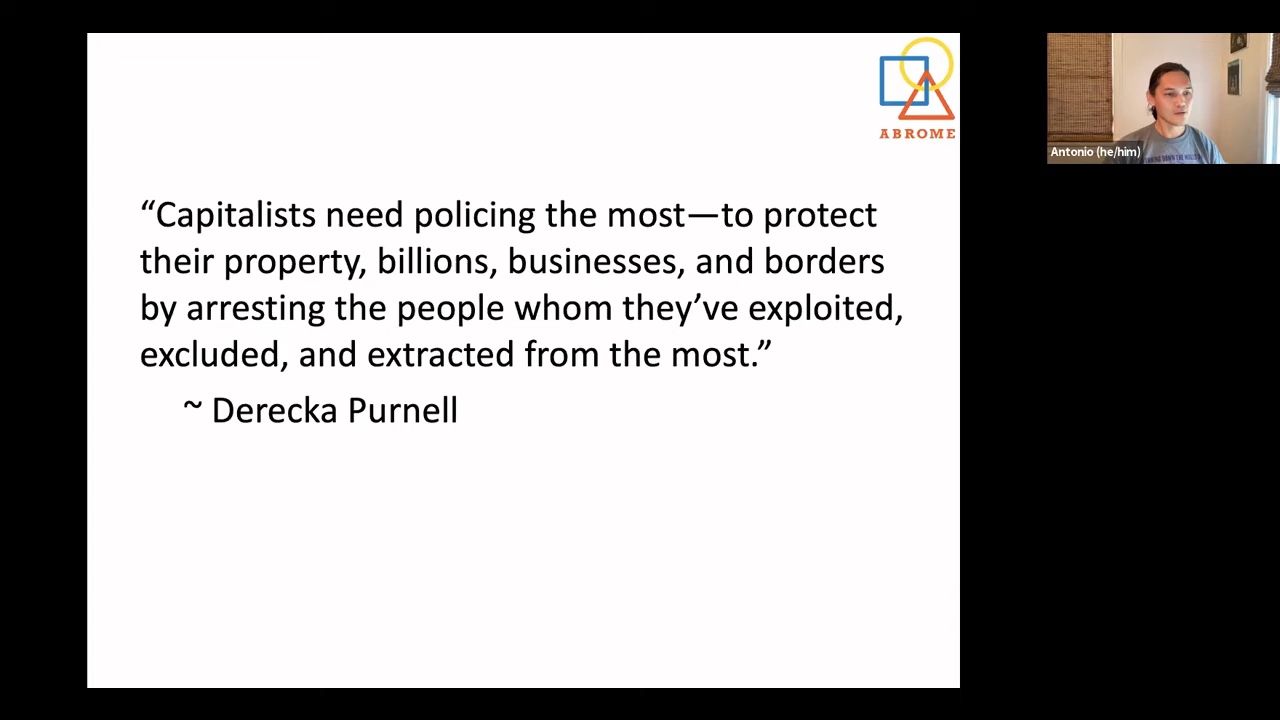 ABROME
“Capitalists need policing the most—to protect
their property, billions, businesses, and borders
by arresting the people whom they’ve exploited,
excluded, and extracted from the most.”
~ Derecka Purnell
Antonio (he/him)